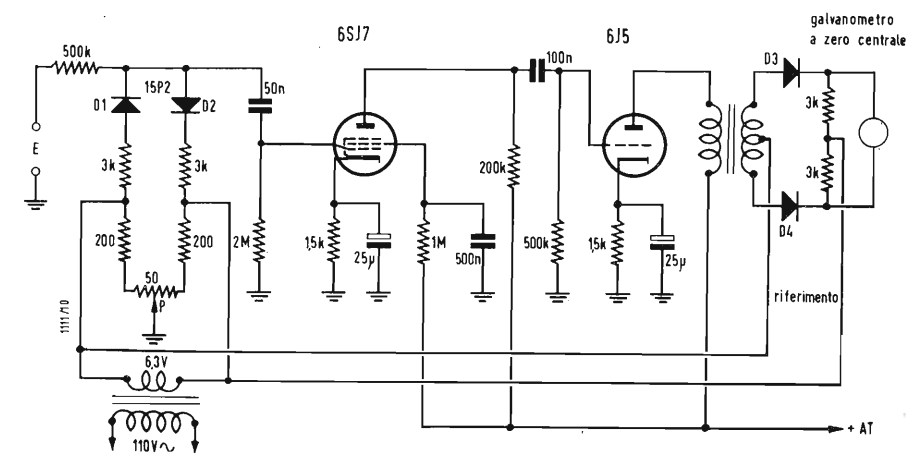 galvanometro
a zero centrale
6SJ7
6J5
500k
D1
15P2
D2
50n
100n
D3
3k
E
3k
3k
200k
3k
D4
200
200
2M
1,5k
25µ
1M
500n
500k
1,5k
25µ
50
P
riferimento
1111/10
6,3V
110V~
+ AT